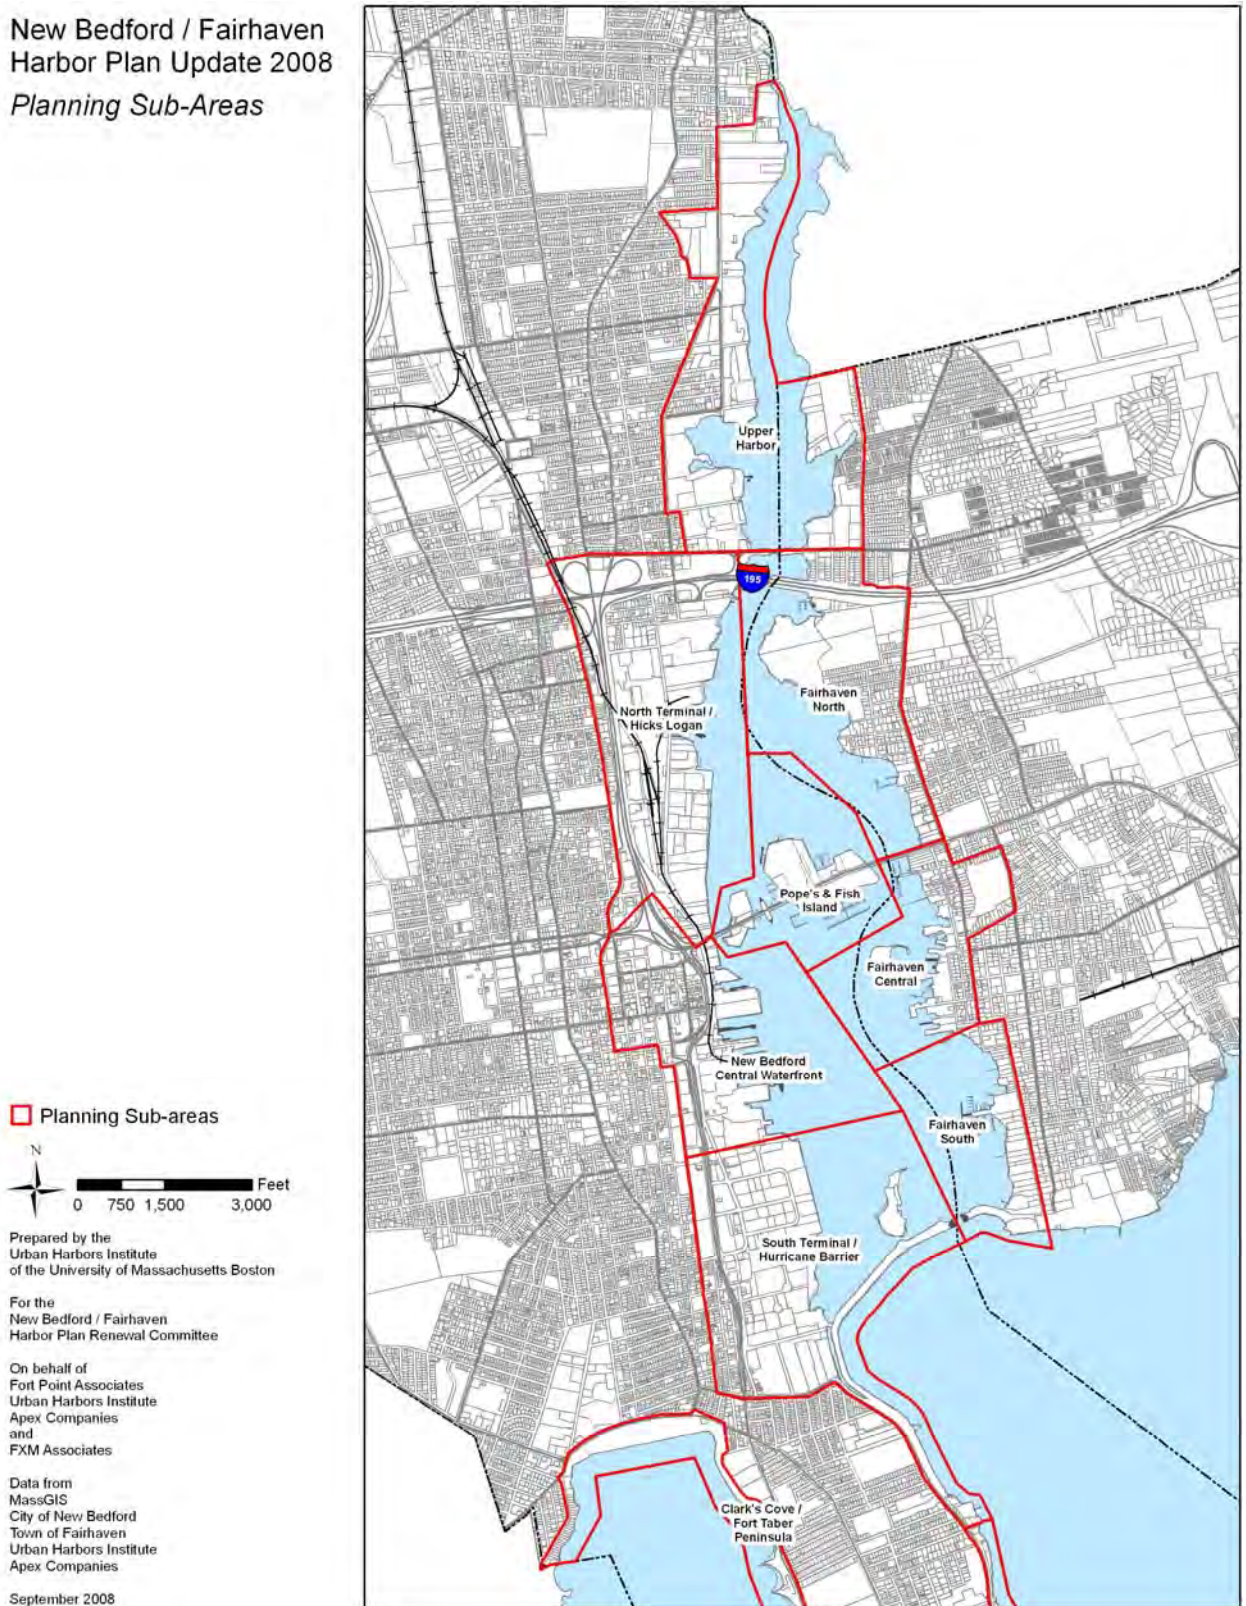 New Bedford / Fairhaven
Harbor Plan Update 2008
Planning Sub-Areas
Planning Sub-areas
N
Feet
0 750 1,500 3,000
Prepared by the
Urban Harbors Institute
of the University of Massachusetts Boston
For the
New Bedford / Fairhaven
Harbor Plan Renewal Committee
On behalf of
Fort Point Associates
Urban Harbors Institute
Apex Companies
and
FXM Associates
Data from
MassGIS
City of New Bedford
Town of Fairhaven
Urban Harbors Institute
Apex Companies
September 2008
Upper
Harbor
195
Fairhaven
North
North Terminal /
Hicks Logan
Pope's & Fish
Island
Fairhaven
Central
New Bedford
Central Waterfront
Fairhaven
South
South Terminal /
Hurricane Barrier
Clark's Cove /
Fort Taber
Peninsula